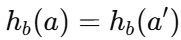 h_b(a) = h_b(a′)